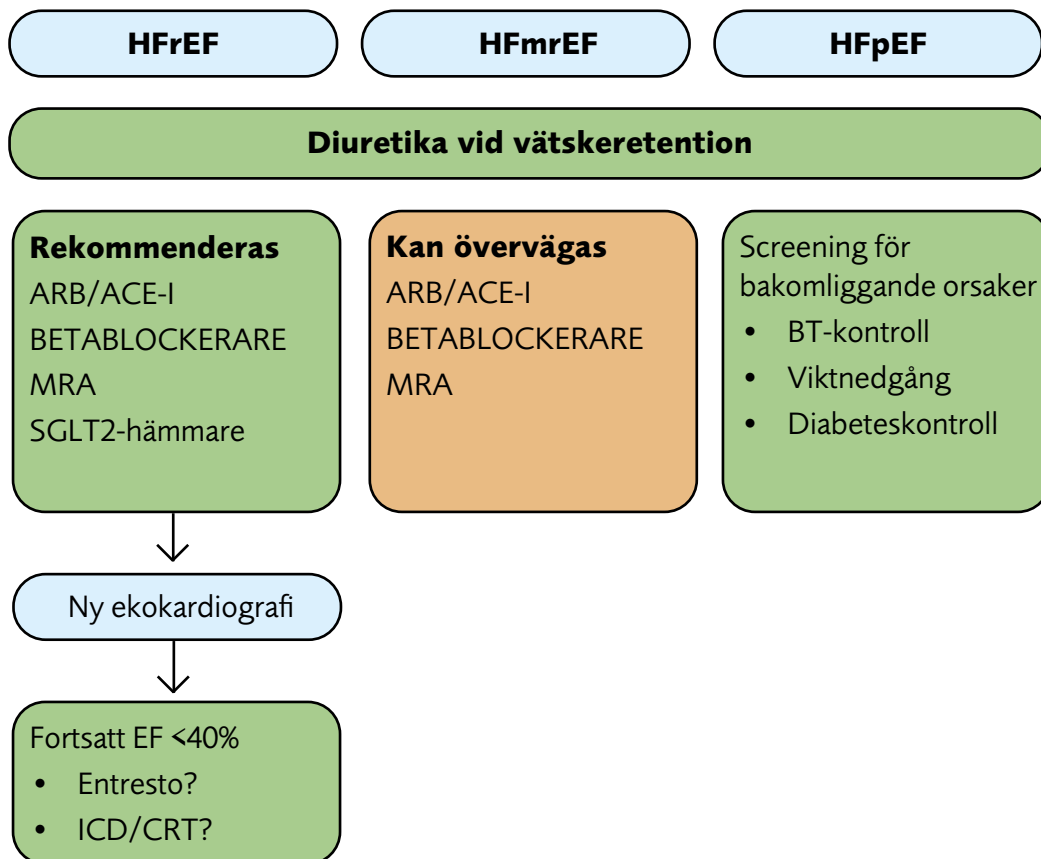 HFrEF
HFmrEF
HFpEF
Diuretika vid vätskeretention
Rekommenderas
ARB/ACE-I
BETABLOCKERARE
MRA
SGLT2-hämmare
Kan övervägas
ARB/ACE-I
BETABLOCKERARE
MRA
Screening för
bakomliggande orsaker
• BT-kontroll
• Viktnedgång
• Diabeteskontroll
Ny ekokardiografi
Fortsatt EF <40%
• Entresto?
• ICD/CRT?